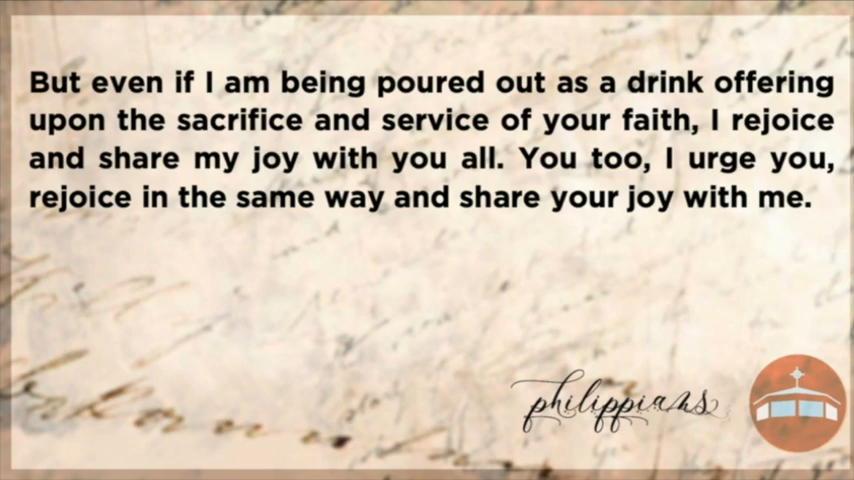 But even if I am being poured out as a drink offering
upon the sacrifice and service of your faith, I rejoice
and share my joy with you all. You too, I urge you,
rejoice in the same way and share your joy with me.
philippians